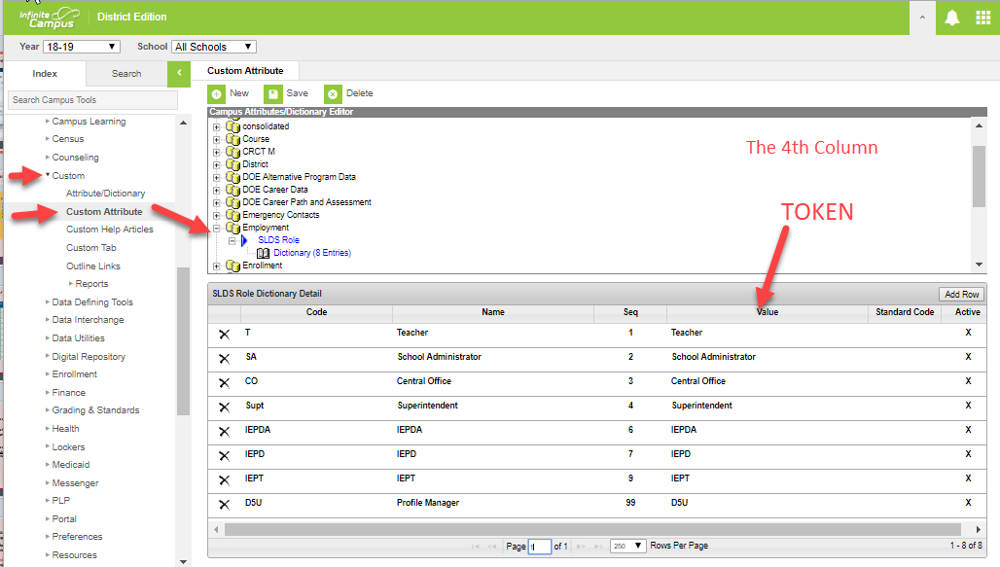 Infinite Campus District Edition
Year 18-19 School All Schools
Index Search Custom Attribute
New Save Delete
Search Campus Tools
Campus Learning
Census
Counseling
Custom
Attribute/Dictionary
Custom Attribute
Custom Help Articles
Custom Tab
Outline Links
Reports
Data Defining Tools
Data Interchange
Data Utilities
Digital Repository
Enrollment
Finance
Grading & Standards
Health
Lockers
Medicaid
Messenger
PLP
Portal
Preferences
Resources
Campus Attributes/Dictionary Editor
consolidated
Course
CRCT M
District
DOE Alternative Program Data
DOE Career Data
DOE Career Path and Assessment
Emergency Contacts
Employment
SLDS Role
Dictionary (8 Entries)
Enrollment
The 4th Column
TOKEN
SLDS Role Dictionary Detail Add Row
Code Name Seq Value Standard Code Active
T Teacher 1 Teacher X
SA School Administrator 2 School Administrator X
CO Central Office 3 Central Office X
Supt Superintendent 4 Superintendent X
IEPDA IEPDA 6 IEPDA X
IEPD IEPD 7 IEPD X
IEPT IEPT 9 IEPT X
D5U Profile Manager 99 D5U X
Page 1 of 1 250 Rows Per Page 1 - 8 of 8